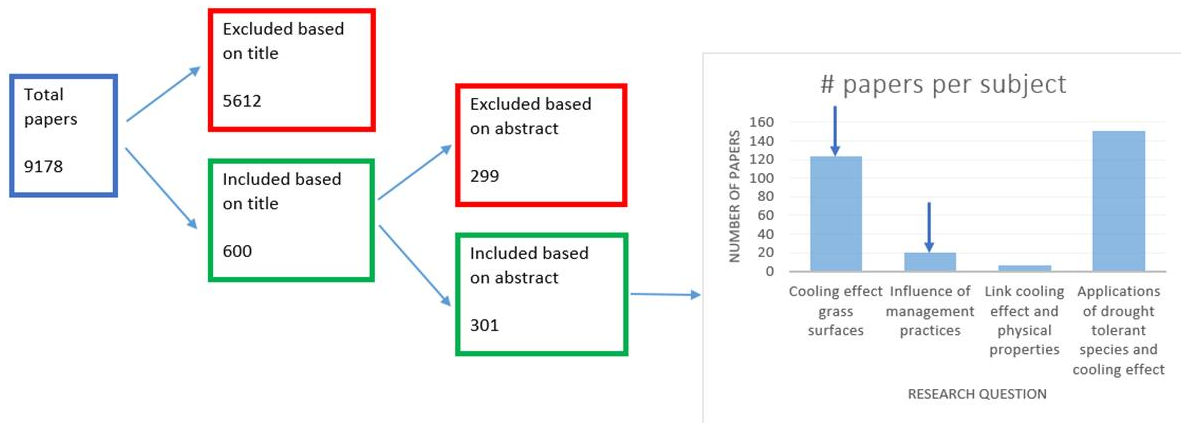 Total
papers
9178
Excluded based
on title
5612
Included based
on title
600
Excluded based
on abstract
299
Included based
on abstract
301
# papers per subject
NUMBER OF PAPERS
160
140
120
100
80
60
40
20
0
Cooling effect
grass
surfaces
Influence of
management
practices
Link cooling
effect and
physical
properties
Applications
of drought
tolerant
species and
cooling effect
RESEARCH QUESTION